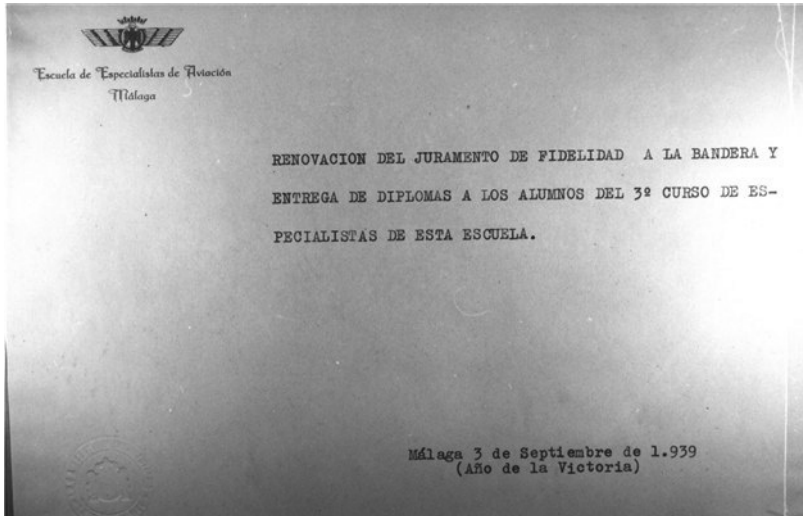 Escuela de Especialistas de Aviación
Málaga
RENOVACION DEL JURAMENTO DE FIDELIDAD A LA BANDERA Y
ENTREGA DE DIPLOMAS A LOS ALUMNOS DEL 3º CURSO DE ES-
PECIALISTAS DE ESTA ESCUELA.
Málaga 3 de Septiembre de 1.939
(Año de la Victoria)